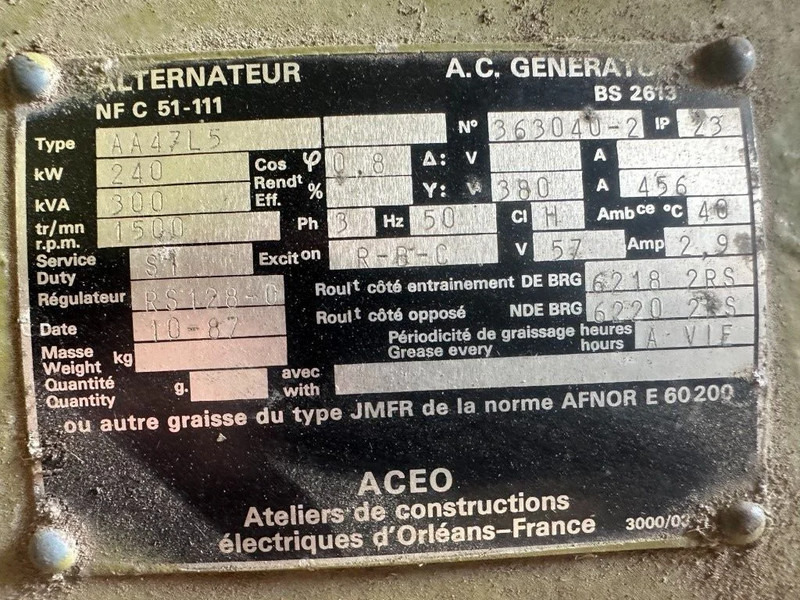 ALTERNATEUR A.C. GENERATO
NF C 51-111 BS 2613
Type AA47L5 N° 363040-2 IP 23
kW 240 Cos φ 0,8 Δ: V A
kVA 300 Rendt Eff. % Y: V 380 A 456
tr/mn r.p.m. 1500 Ph 3 Hz 50 Cl H Ambce °C 40
Service Duty S1 Exciton R-B-C V 57 Amp 2,9
Régulateur RS128-C Roult côté entrainement DE BRG 6218 2RS
Date 10-87 Roult côté opposé NDE BRG 6220 2RS
Périodicité de graissage heures
Grease every hours A VIE
Masse
Weight kg
Quantité
Quantity g. avec
with
ou autre graisse du type JMFR de la norme AFNOR E 60200
ACEO
Ateliers de constructions
électriques d'Orléans-France 3000/0